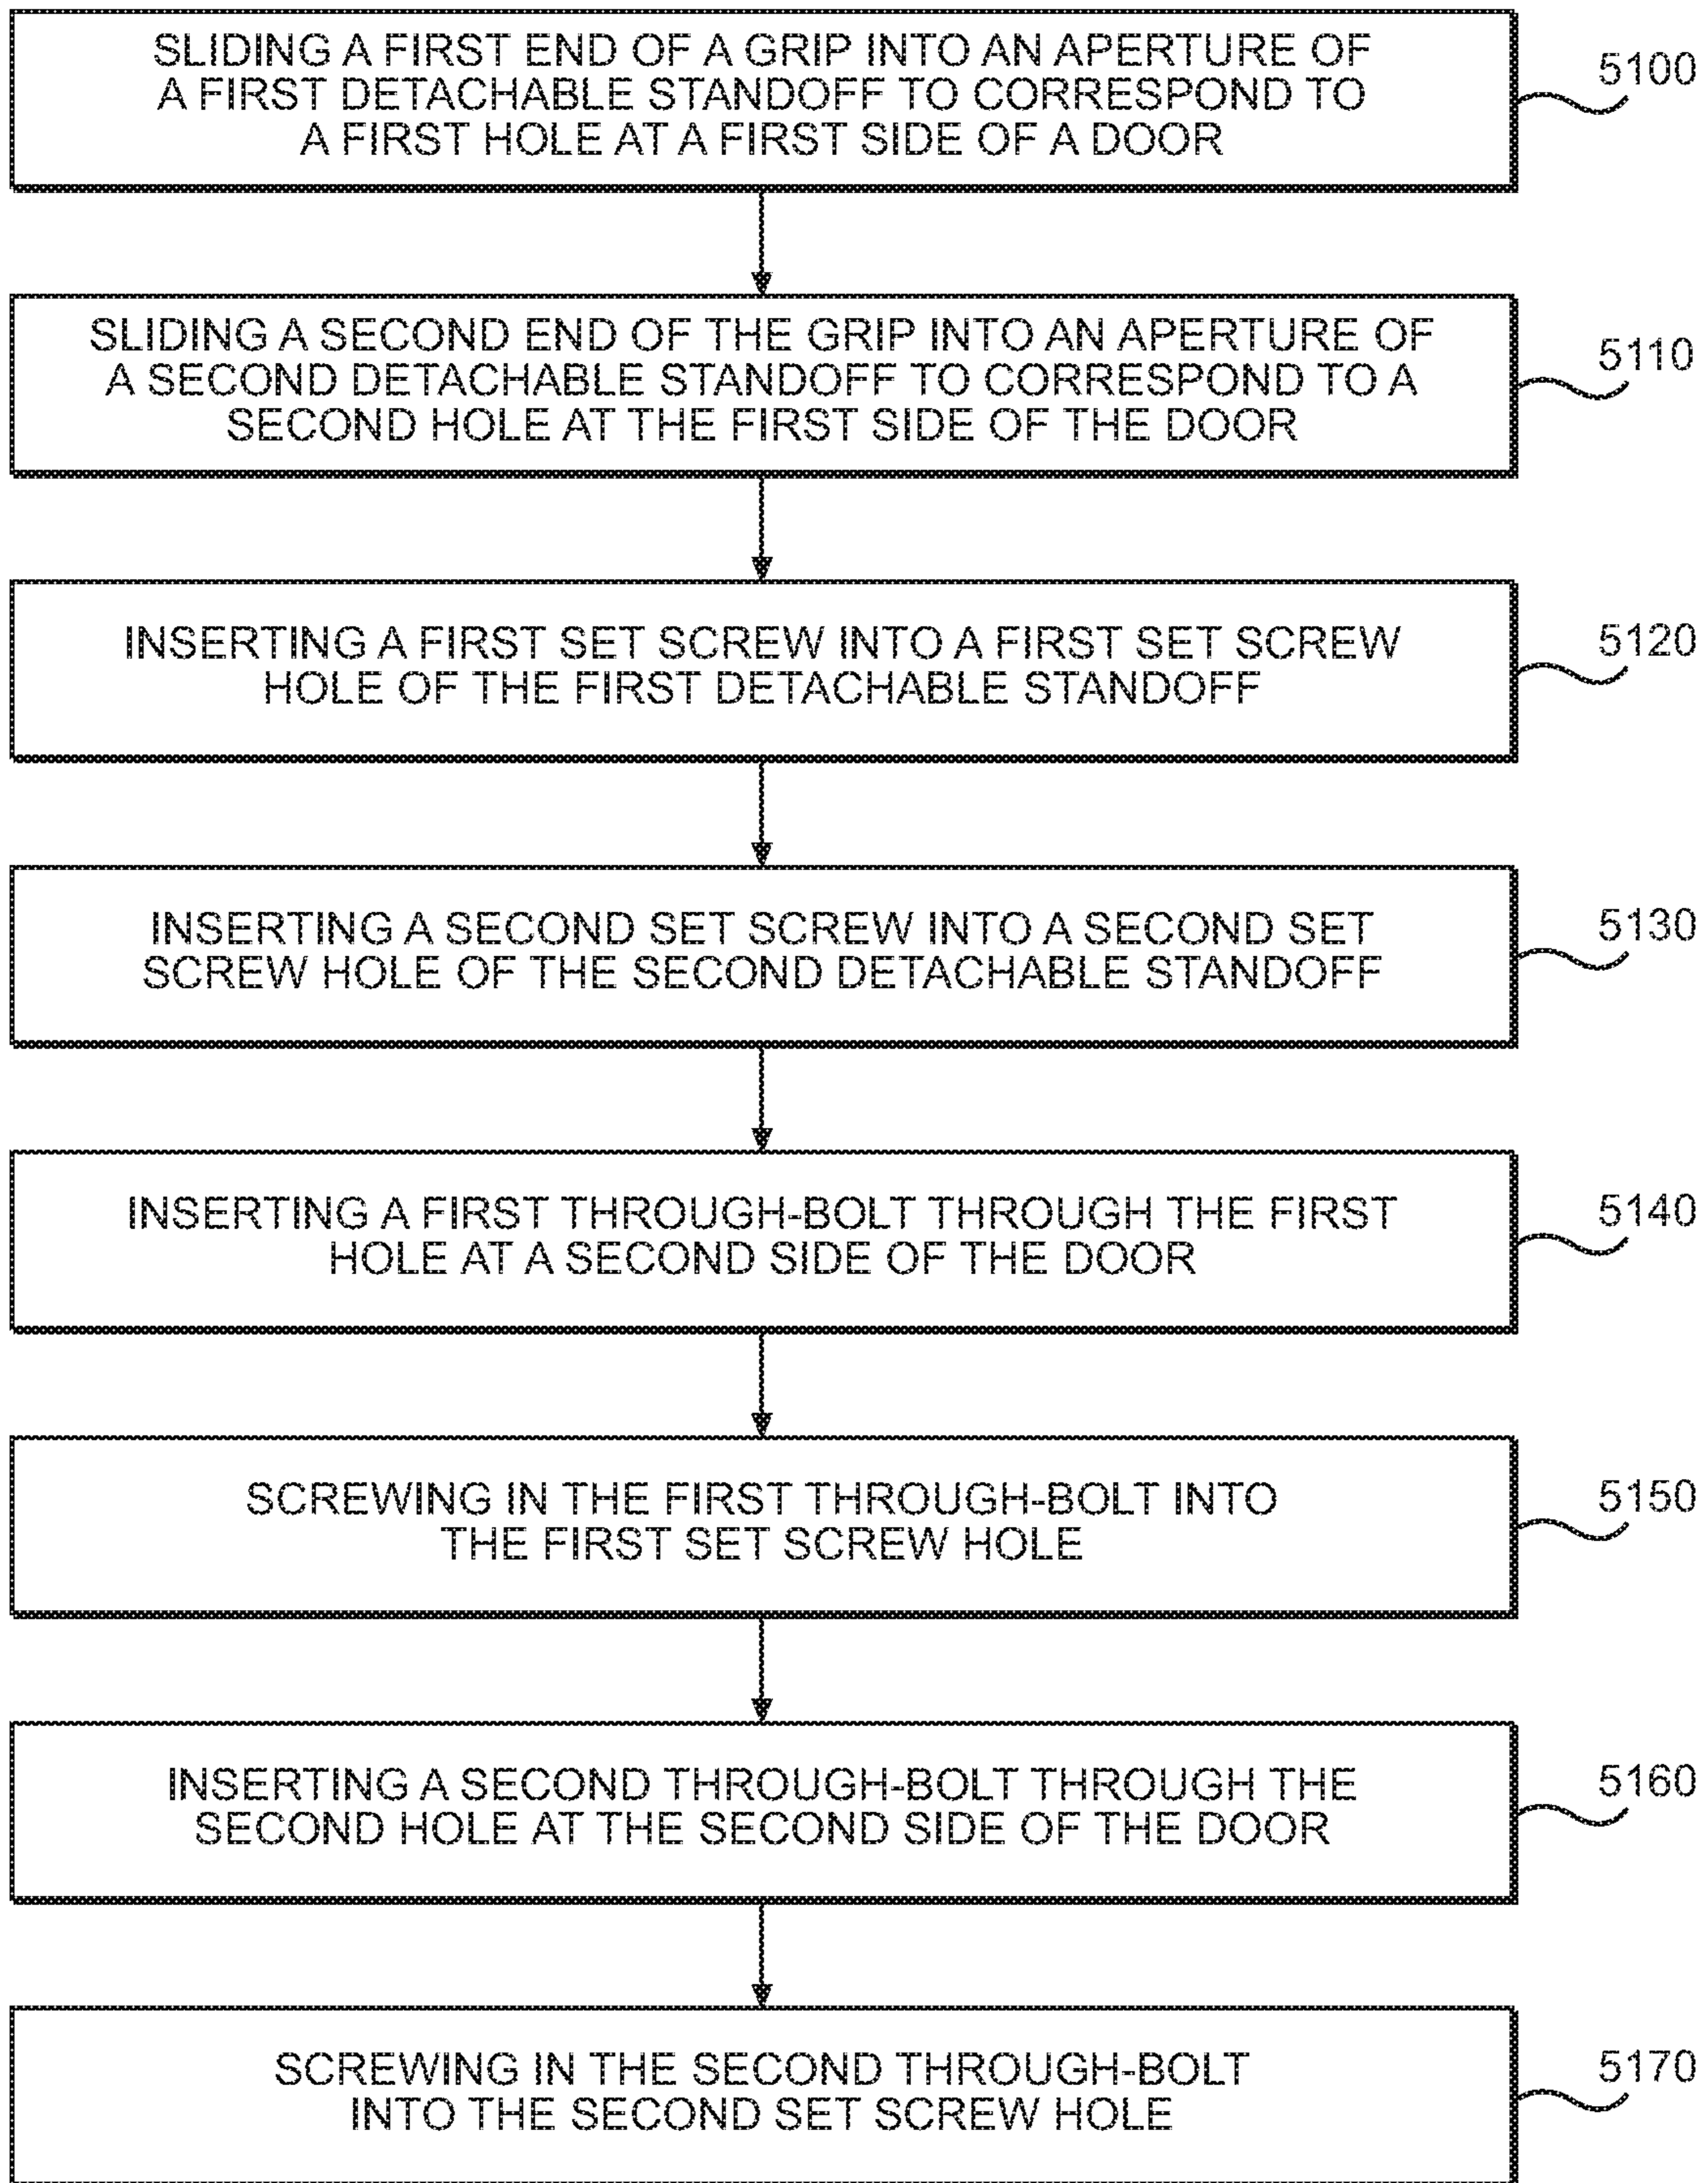 SLIDING A FIRST END OF A GRIP INTO AN APERTURE OF
A FIRST DETACHABLE STANDOFF TO CORRESPOND TO
A FIRST HOLE AT A FIRST SIDE OF A DOOR
5100
SLIDING A SECOND END OF THE GRIP INTO AN APERTURE OF
A SECOND DETACHABLE STANDOFF TO CORRESPOND TO A
SECOND HOLE AT THE FIRST SIDE OF THE DOOR
5110
INSERTING A FIRST SET SCREW INTO A FIRST SET SCREW
HOLE OF THE FIRST DETACHABLE STANDOFF
5120
INSERTING A SECOND SET SCREW INTO A SECOND SET
SCREW HOLE OF THE SECOND DETACHABLE STANDOFF
5130
INSERTING A FIRST THROUGH-BOLT THROUGH THE FIRST
HOLE AT A SECOND SIDE OF THE DOOR
5140
SCREWING IN THE FIRST THROUGH-BOLT INTO
THE FIRST SET SCREW HOLE
5150
INSERTING A SECOND THROUGH-BOLT THROUGH THE
SECOND HOLE AT THE SECOND SIDE OF THE DOOR
5160
SCREWING IN THE SECOND THROUGH-BOLT
INTO THE SECOND SET SCREW HOLE
5170